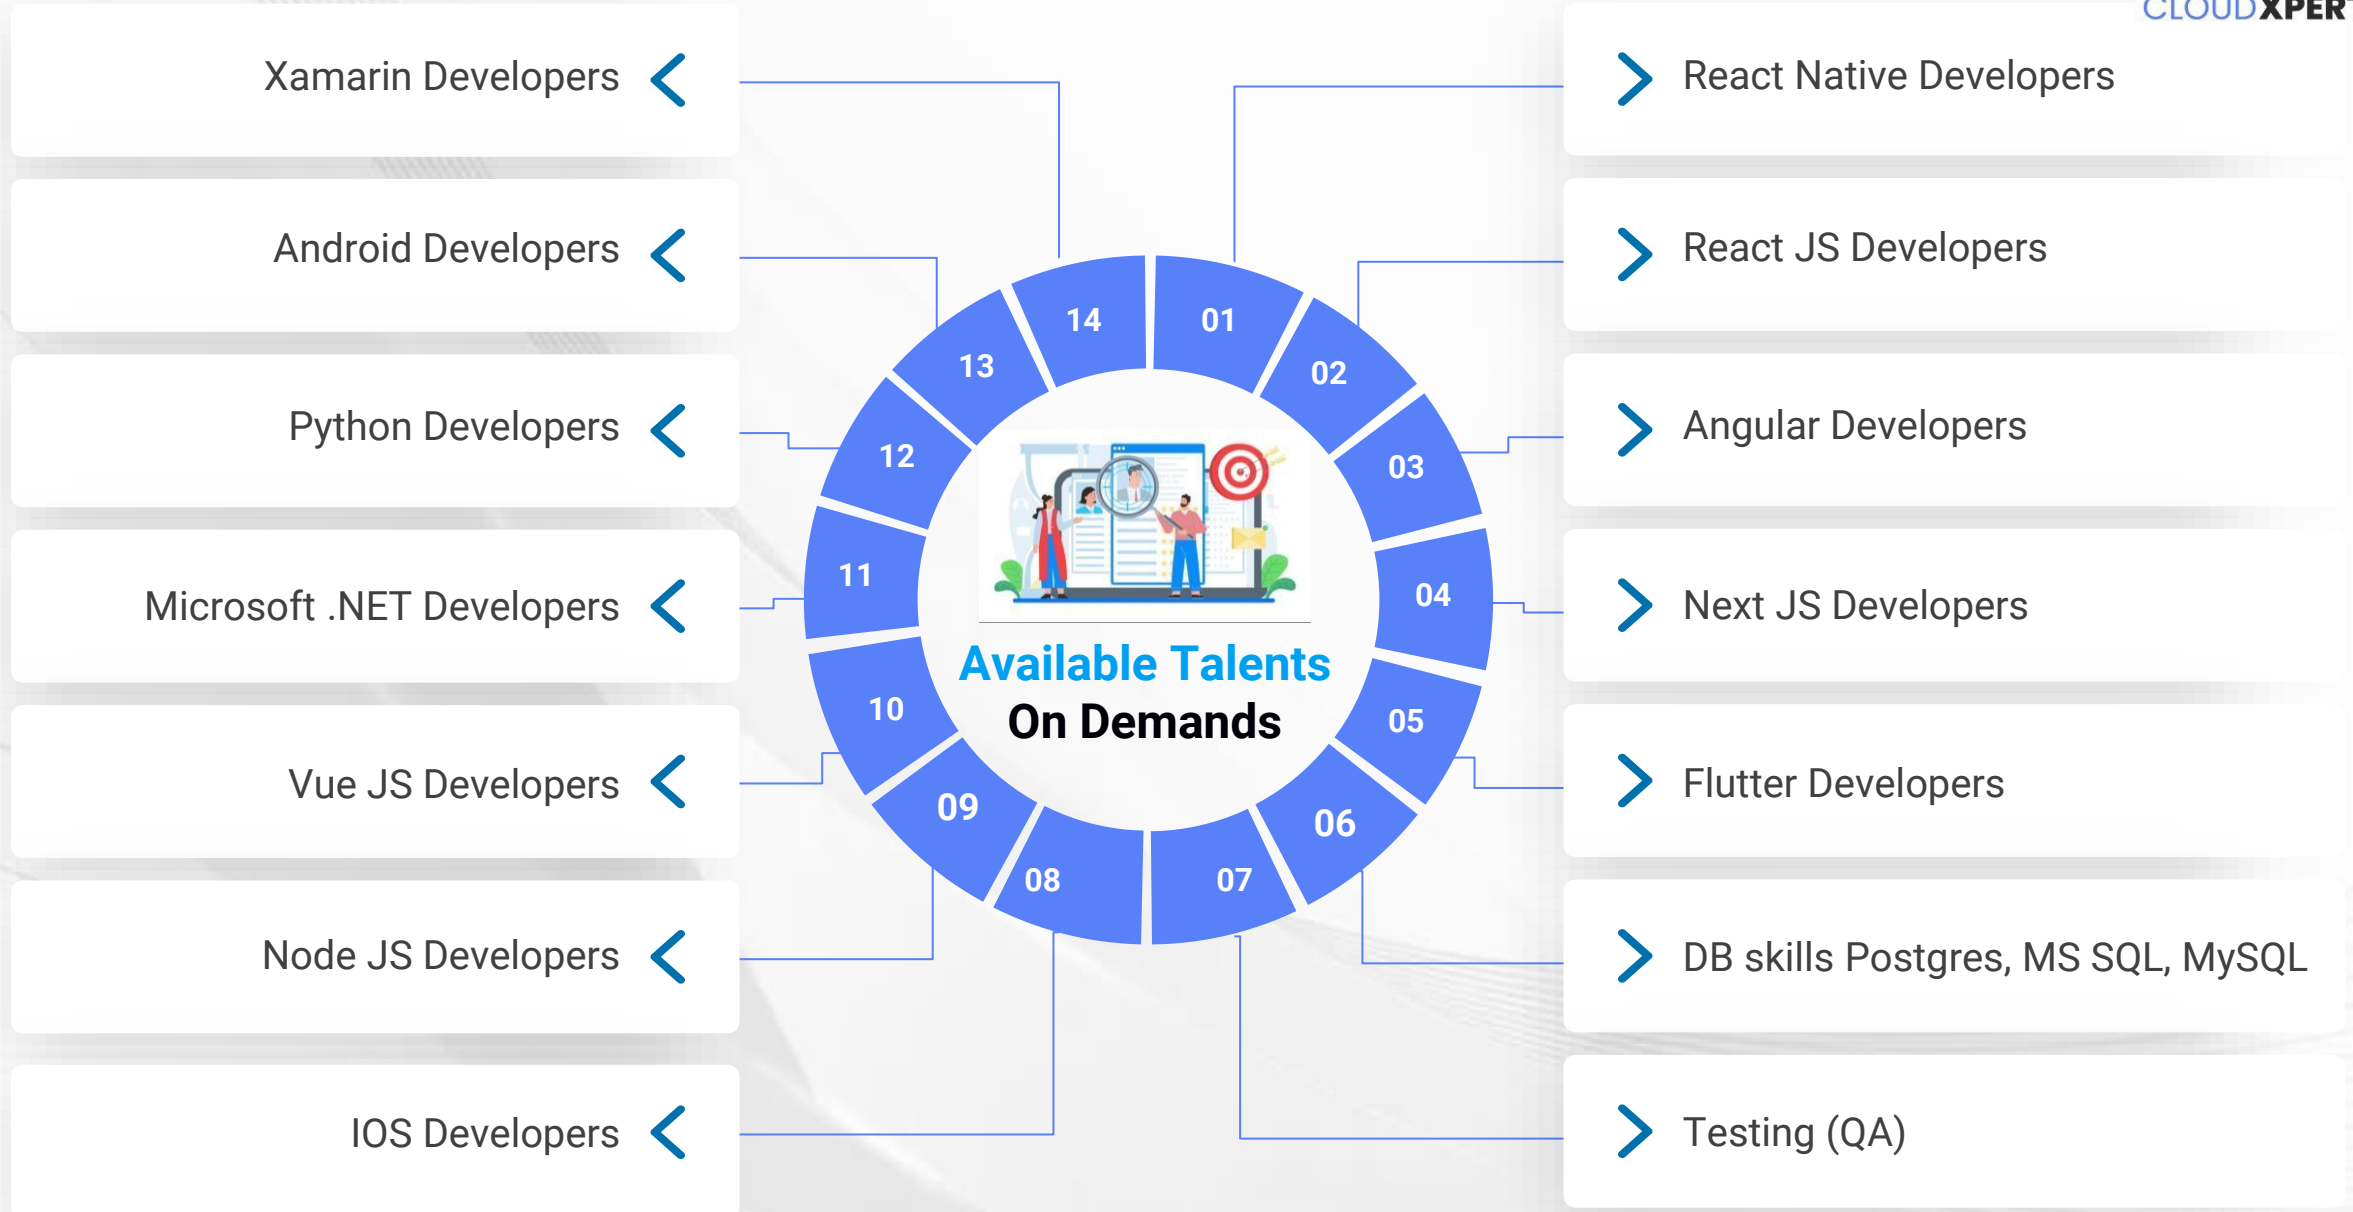 CLOUDXPER
Xamarin Developers
Android Developers
Python Developers
Microsoft .NET Developers
Vue JS Developers
Node JS Developers
IOS Developers
14
01
13
02
12
03
11
04
10
05
09
06
08
07
Available Talents
On Demands
React Native Developers
React JS Developers
Angular Developers
Next JS Developers
Flutter Developers
DB skills Postgres, MS SQL, MySQL
Testing (QA)